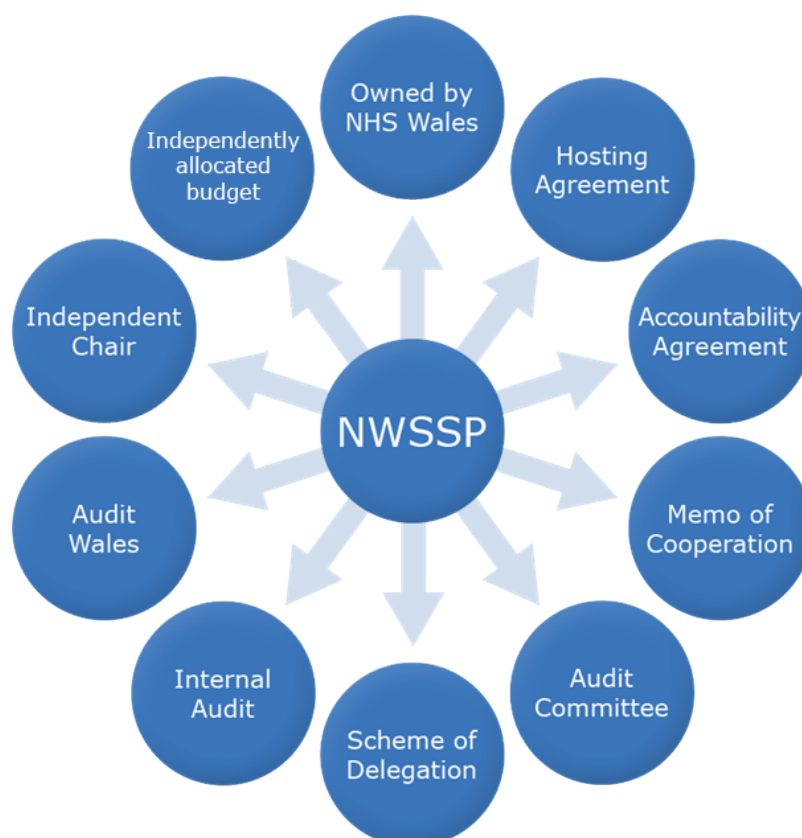 Owned by
NHS Wales
Hosting
Agreement
Accountability
Agreement
Memo of
Cooperation
Audit
Committee
Scheme of
Delegation
Internal
Audit
Audit
Wales
Independent
Chair
Independently
allocated
budget
NWSSP